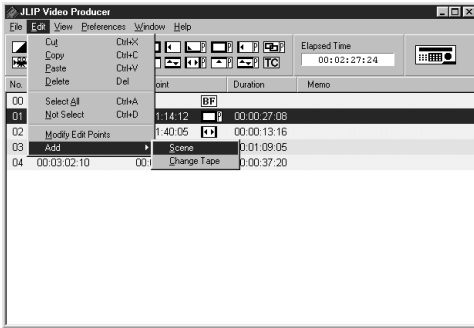 JLIP Video Producer
File Edit View Preferences Window Help
Cut Ctrl+X
Copy Ctrl+C
Paste Ctrl+V
Delete Del
Select All Ctrl+A
Not Select Ctrl+D
Modify Edit Points
Add
Scene
Change Tape
P P P P
P P P TC
Elapsed Time
00:02:27:24
No. oint Duration Memo
00 BF
01 1:14:12 P 00:00:27:08
02 1:40:05 00:00:13:16
03 0:01:09:05
04 00:03:02:10 00: 0:00:37:20